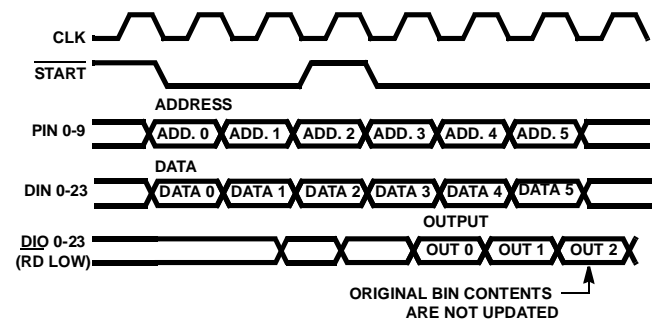 CLK
START
ADDRESS
PIN 0-9 ADD. 0 ADD. 1 ADD. 2 ADD. 3 ADD. 4 ADD. 5
DATA
DIN 0-23 DATA 0 DATA 1 DATA 2 DATA 3 DATA 4 DATA 5
OUTPUT
DIO 0-23 OUT 0 OUT 1 OUT 2
(RD LOW)
ORIGINAL BIN CONTENTS
ARE NOT UPDATED